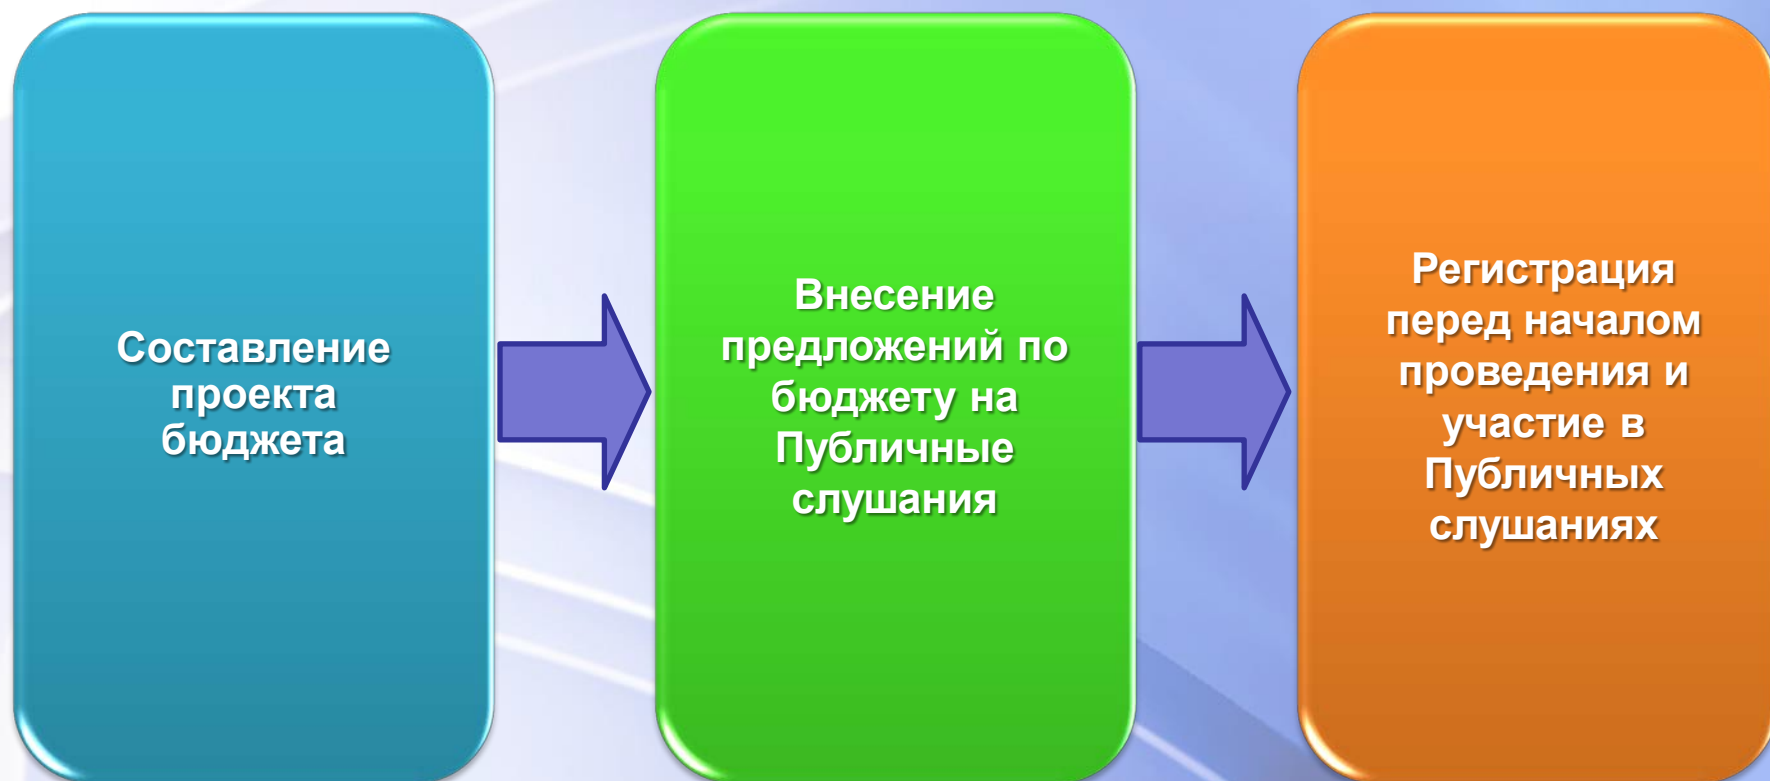 Составление
проекта
бюджета
Внесение
предложений по
бюджету на
Публичные
слушания
Регистрация
перед началом
проведения и
участие в
Публичных
слушаниях